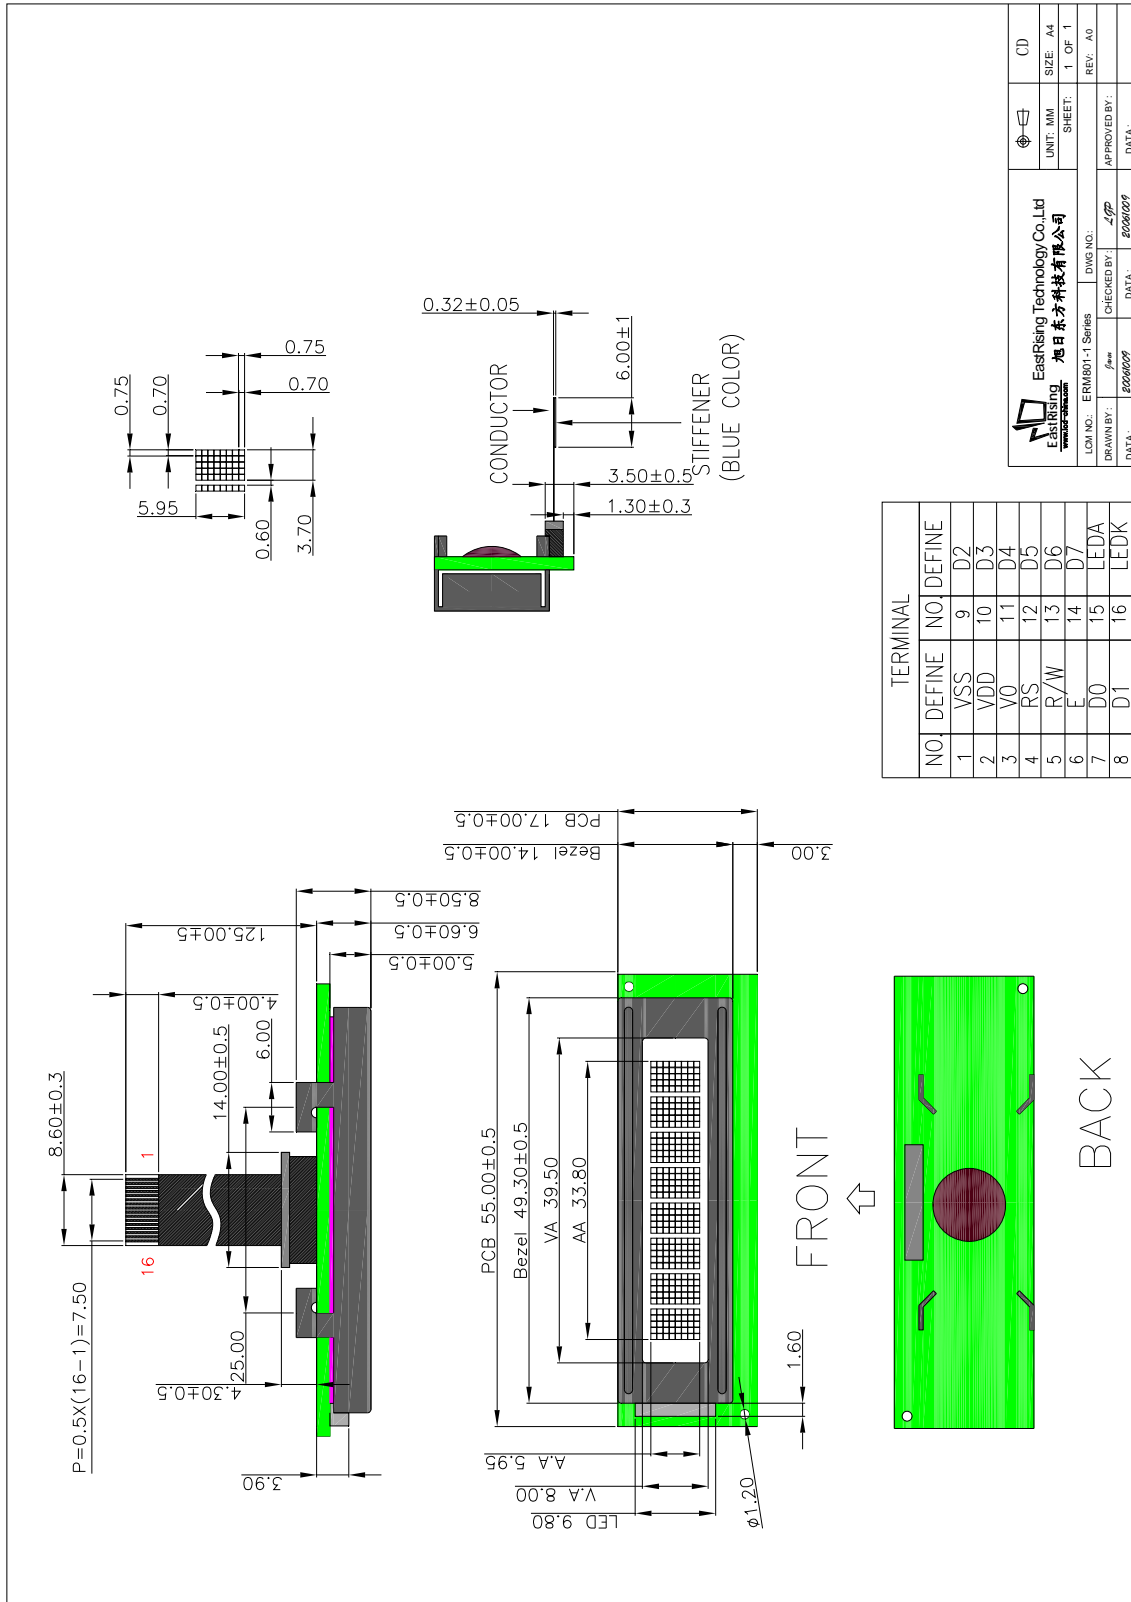 0.75
0.70
0.75
0.70
5.95
0.60
3.70
0.32±0.05
6.00±1
CONDUCTOR
STIFFENER
(BLUE COLOR)
3.50±0.5
1.30±0.3
8.60±0.3
1
16
P=0.5X(16-1)=7.50
125.00±5
4.00±0.5
14.00±0.5
6.00
8.50±0.5
6.60±0.5
5.00±0.5
25.00
4.30±0.5
3.90
PCB 17.00±0.5
Bezel 14.00±0.5
3.00
PCB 55.00±0.5
Bezel 49.30±0.5
VA 39.50
AA 33.80
1.60
A.A 5.95
V.A 8.00
LED 9.80
ø1.20
FRONT
BACK
TERMINAL
NO. DEFINE NO. DEFINE
1 VSS 9 D2
2 VDD 10 D3
3 V0 11 D4
4 RS 12 D5
5 R/W 13 D6
6 E 14 D7
7 D0 15 LEDA
8 D1 16 LEDK
EastRising
www.lcd-china.com
EastRising Technology Co.,Ltd
旭日东方科技有限公司
CD
UNIT: MM SIZE: A4
SHEET: 1 OF 1
LCM NO.: ERM801-1 Series DWG NO.: REV: A0
DRAWN BY: CHECKED BY: LGP APPROVED BY:
DATA: 20061009 DATA: 20061009 DATA: